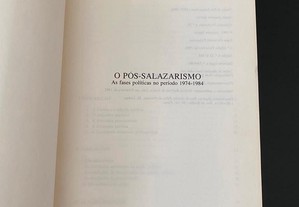 O PÓS-SALAZARISMO
As fases políticas no período 1974-1984